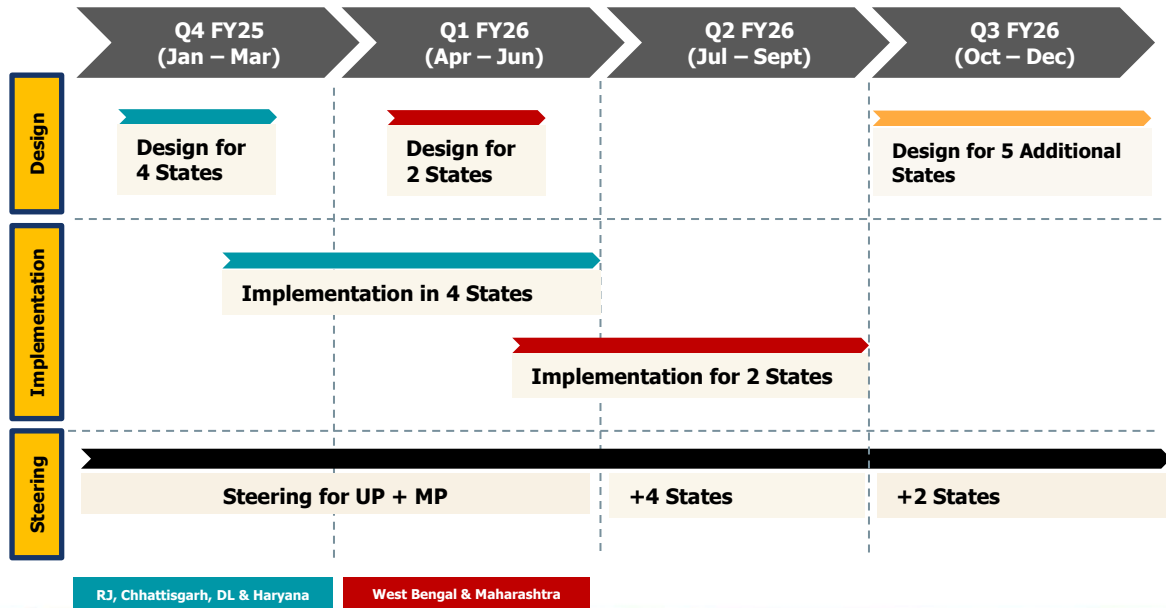 Q4 FY25
(Jan – Mar)
Q1 FY26
(Apr – Jun)
Q2 FY26
(Jul – Sept)
Q3 FY26
(Oct – Dec)
Design
Design for
4 States
Design for
2 States
Design for 5 Additional
States
Implementation
Implementation in 4 States
Implementation for 2 States
Steering
Steering for UP + MP
+4 States
+2 States
RJ, Chhattisgarh, DL & Haryana
West Bengal & Maharashtra